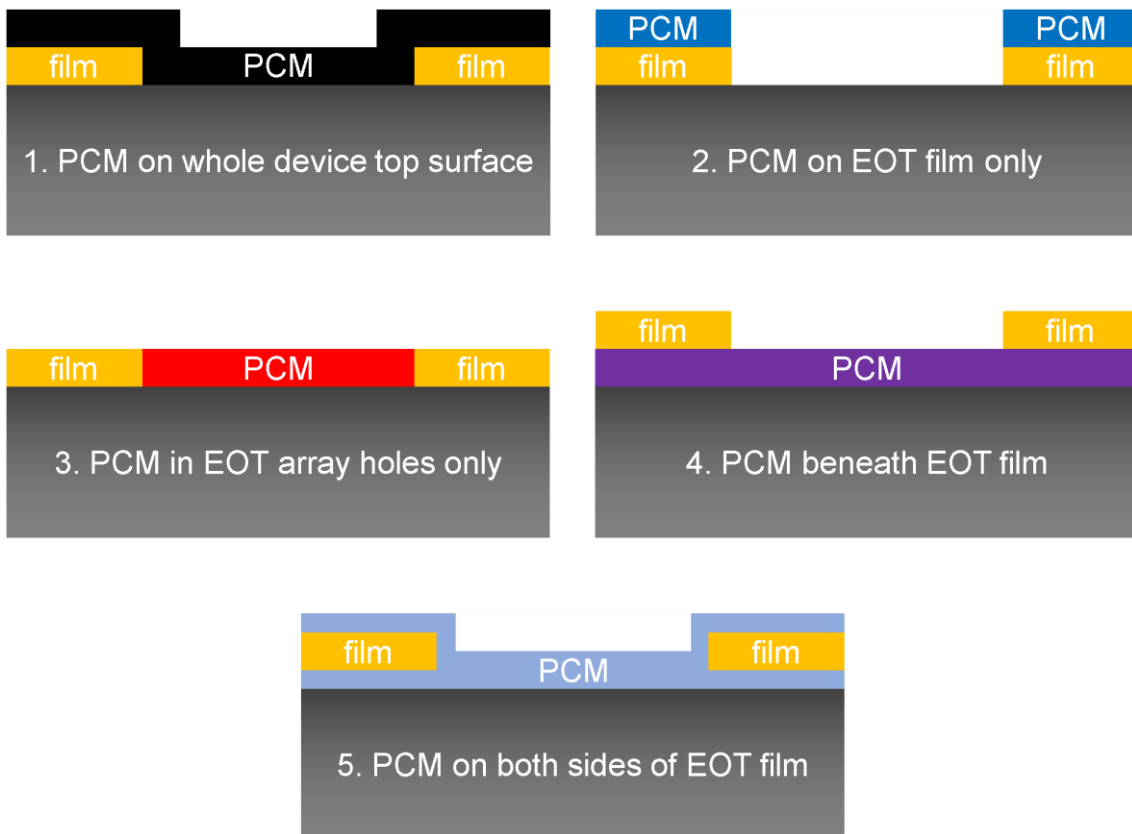 film PCM film
1. PCM on whole device top surface
PCM PCM
film film
2. PCM on EOT film only
film PCM film
3. PCM in EOT array holes only
film film
PCM
4. PCM beneath EOT film
film PCM film
5. PCM on both sides of EOT film